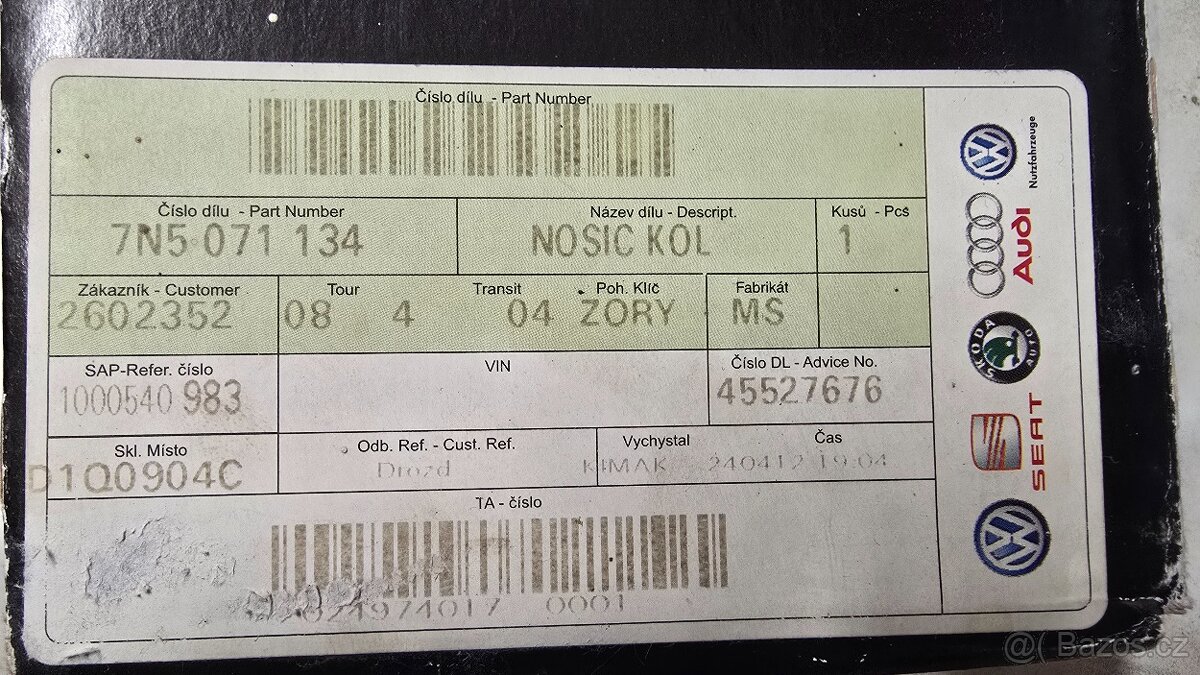 Číslo dílu - Part Number
Číslo dílu - Part Number
7N5 071 134
Název dílu - Descript.
NOSIC KOL
Kusů - Pcs
1
Zákazník - Customer
2602352
Tour Transit Poh. Klíč
08 4 04 ZORY
Fabrikát
MS
SAP-Refer. číslo
1000540 983
VIN
Číslo DL - Advice No.
45527676
Skl. Místo
D1Q0904C
Odb. Ref. - Cust. Ref.
Drozd
Vychystal Čas
KIMAK 240412 19:04
TA - číslo
0001
Nutzfahrzeuge
Audi
SKODA
AUTO
SEAT
@( Bazos.cz